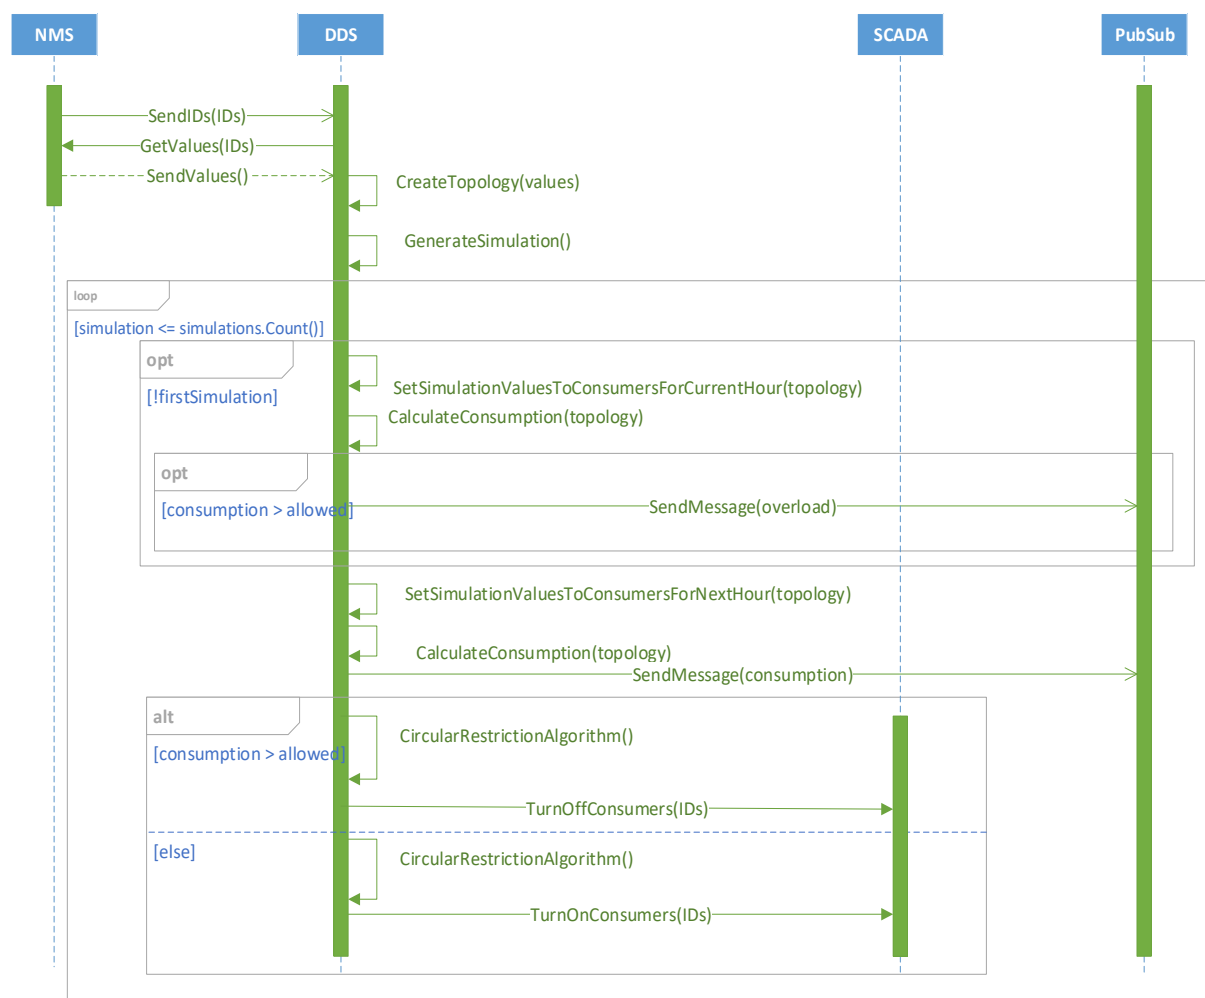 NMS
DDS
SCADA
PubSub
SendIDs(IDs)
GetValues(IDs)
SendValues()
CreateTopology(values)
GenerateSimulation()
loop
[simulation <= simulations.Count()]
opt
[!firstSimulation]
SetSimulationValuesToConsumersForCurrentHour(topology)
CalculateConsumption(topology)
opt
[consumption > allowed]
SendMessage(overload)
SetSimulationValuesToConsumersForNextHour(topology)
CalculateConsumption(topology)
SendMessage(consumption)
alt
[consumption > allowed]
CircularRestrictionAlgorithm()
TurnOffConsumers(IDs)
[else]
CircularRestrictionAlgorithm()
TurnOnConsumers(IDs)